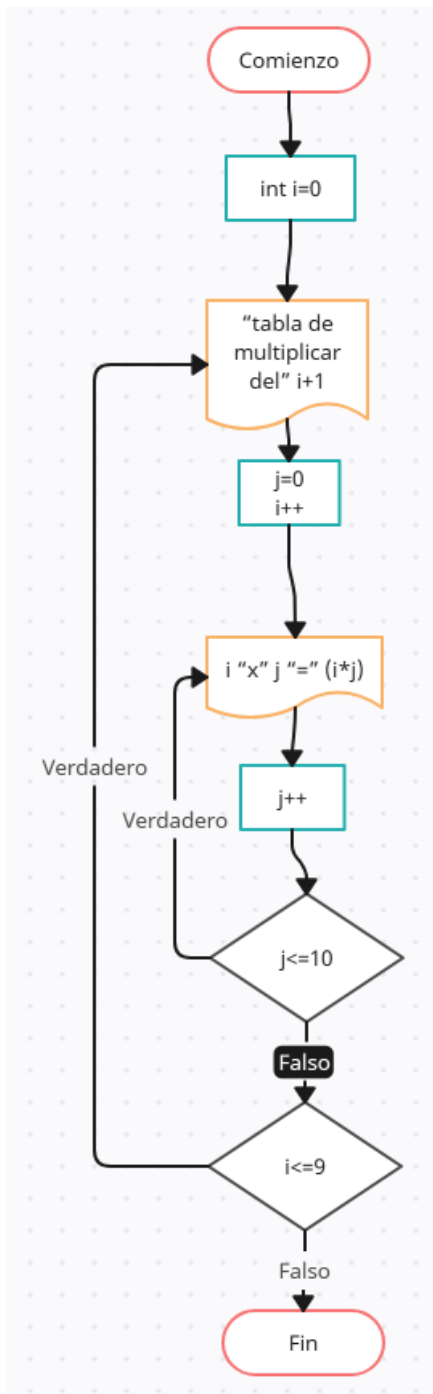 Comienzo
int i=0
“tabla de
multiplicar
del” i+1
j=0
i++
i “x” j “=” (i*j)
Verdadero
j++
Verdadero
j<=10
Falso
i<=9
Falso
Fin